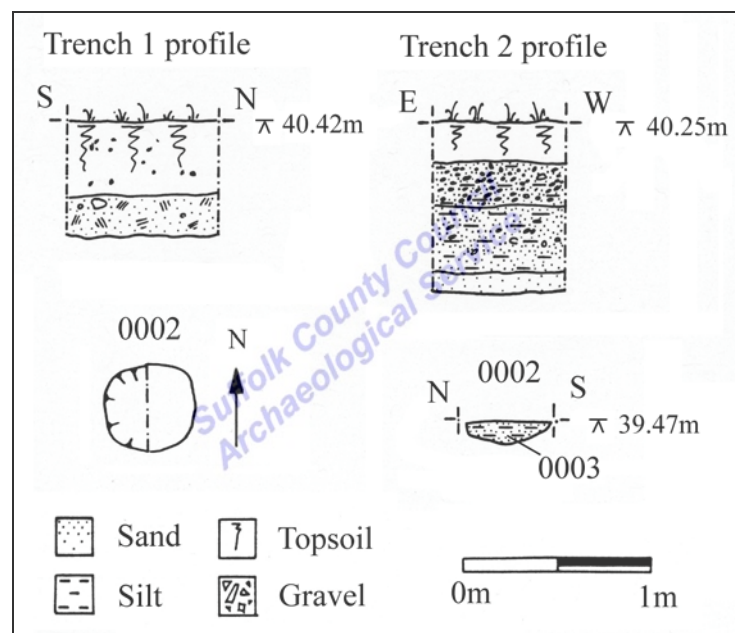 Trench 1 profile
Trench 2 profile
S N
40.42m
E W
40.25m
Suffolk County Council
Archaeological Service
0002
N
0002
N S
39.47m
0003
Sand
Topsoil
Silt
Gravel
0m 1m